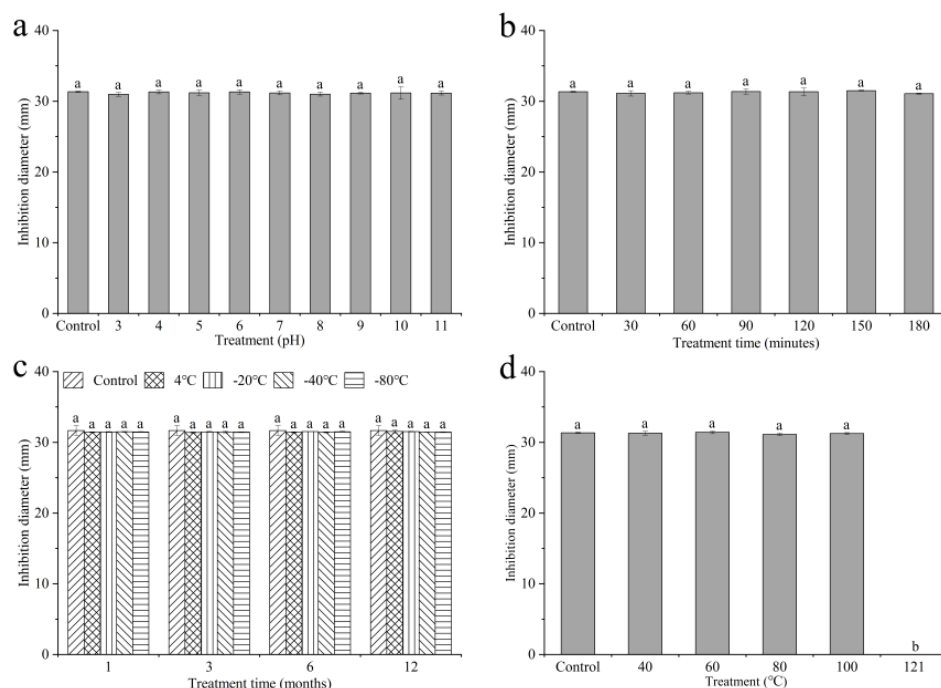 a
40
30
20
10
0
Inhibition diameter (mm)
a a a a a a a a a a
Control 3 4 5 6 7 8 9 10 11
Treatment (pH)
b
40
30
20
10
0
Inhibition diameter (mm)
a a a a a a a
Control 30 60 90 120 150 180
Treatment time (minutes)
c
40
30
20
10
0
Inhibition diameter (mm)
Control 4℃ -20℃ -40℃ -80℃
a a a a a a a a a a a a a a a a a a a a
1 3 6 12
Treatment time (months)
d
40
30
20
10
0
Inhibition diameter (mm)
a a a a a b
Control 40 60 80 100 121
Treatment (℃)